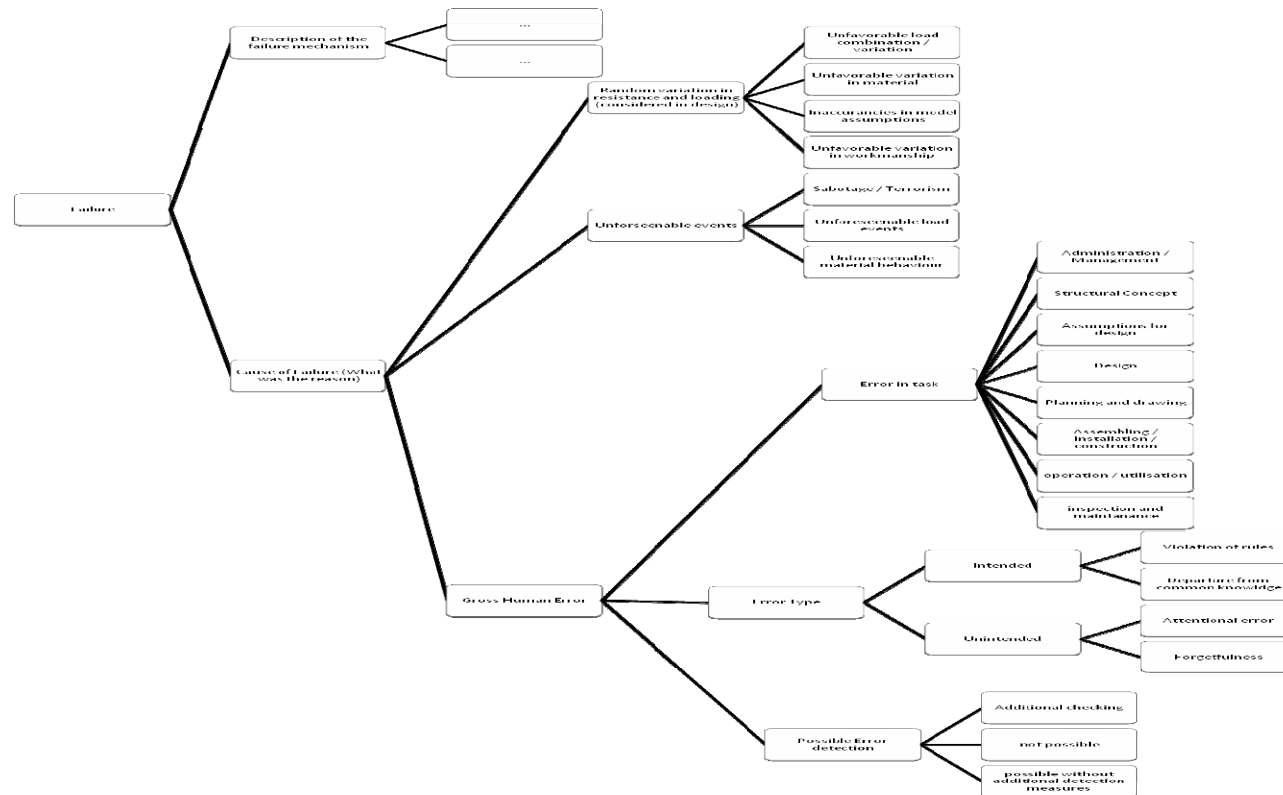 Failure
Description of the
failure mechanism
...
...
Cause of Failure (What
was the reason)
Random variation in
resistance and loading
(considered in design)
Unfavorable load
combination /
variation
Unfavorable variation
in material
Inaccurancies in model
assumptions
Unfavorable variation
in workmanship
Unforseenable events
Sabotage / Terrorism
Unforeseenable load
events
Unforeseenable
material behaviour
Gross Human Error
Error in task
Administration /
Management
Structural Concept
Assumptions for
design
Design
Planning and drawing
Assembling /
installation /
construction
operation / utilisation
inspection and
maintanance
Error Type
Intended
Violation of rules
Departure from
common knowledge
Unintended
Attentional error
Forgetfulness
Possible Error
detection
Additional checking
not possible
possible without
additional detection
measures